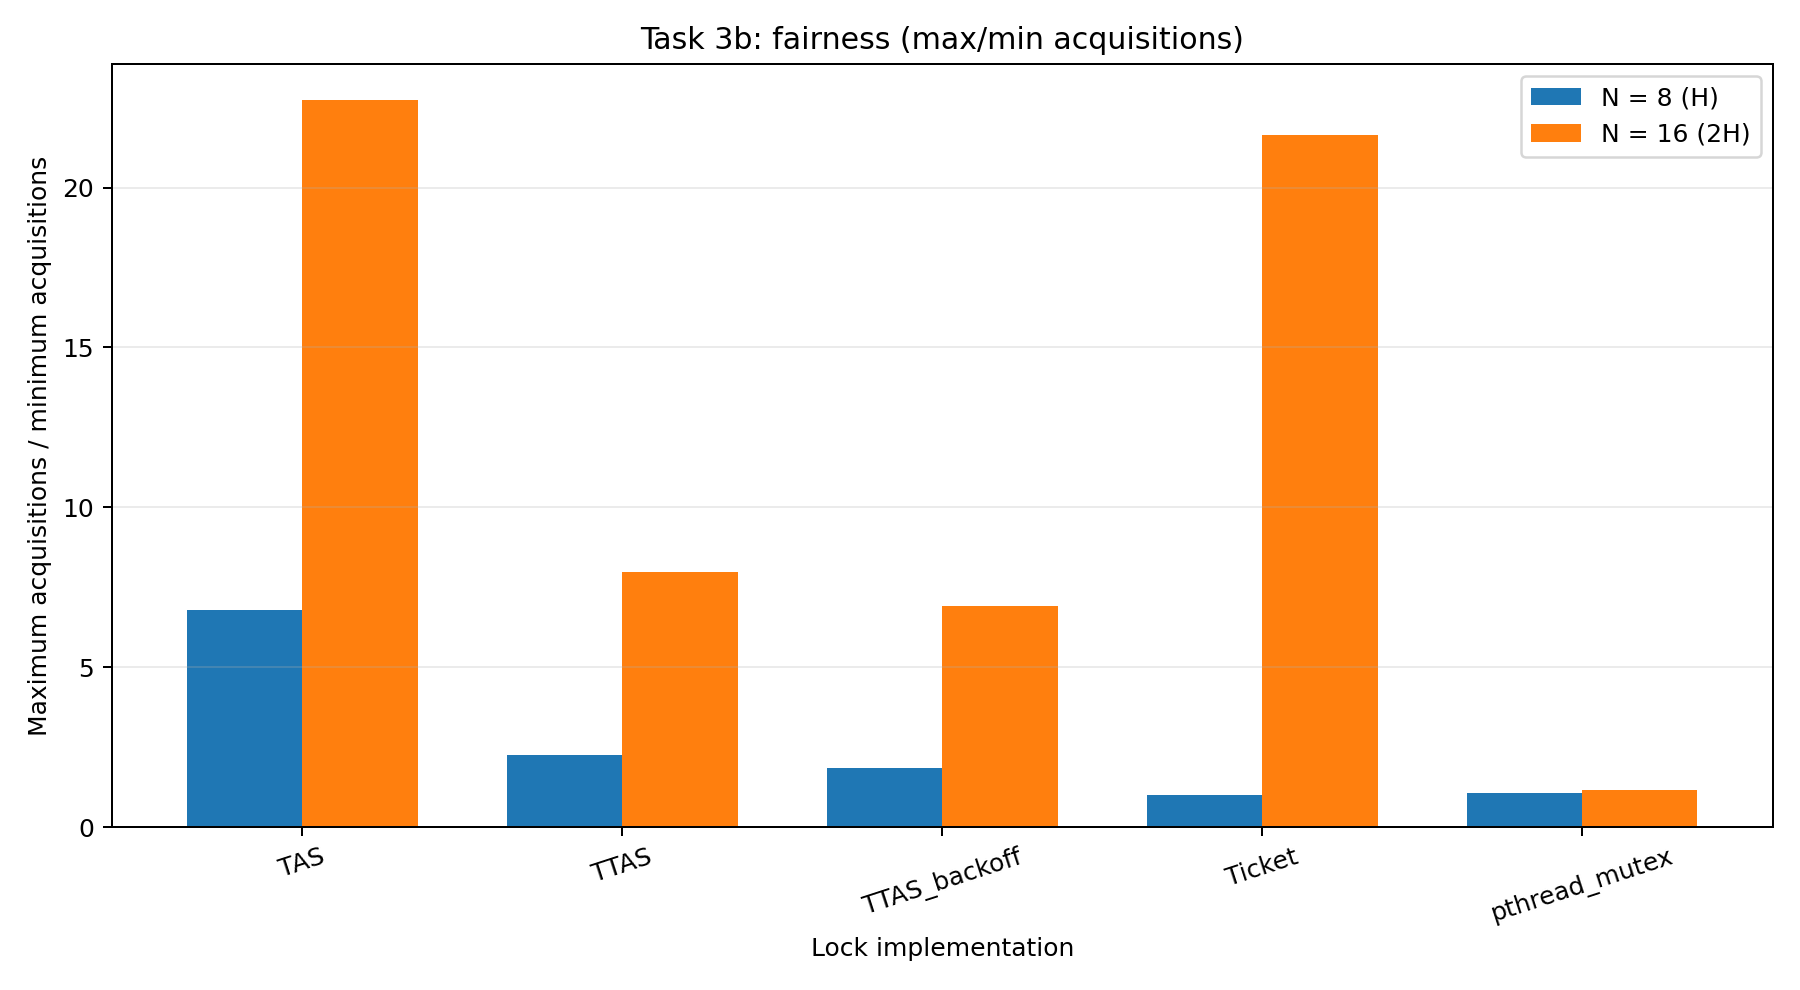 Task 3b: fairness (max/min acquisitions)
N = 8 (H)
N = 16 (2H)
Maximum acquisitions / minimum acquisitions
20
15
10
5
0
TAS
TTAS
TTAS_backoff
Ticket
pthread_mutex
Lock implementation